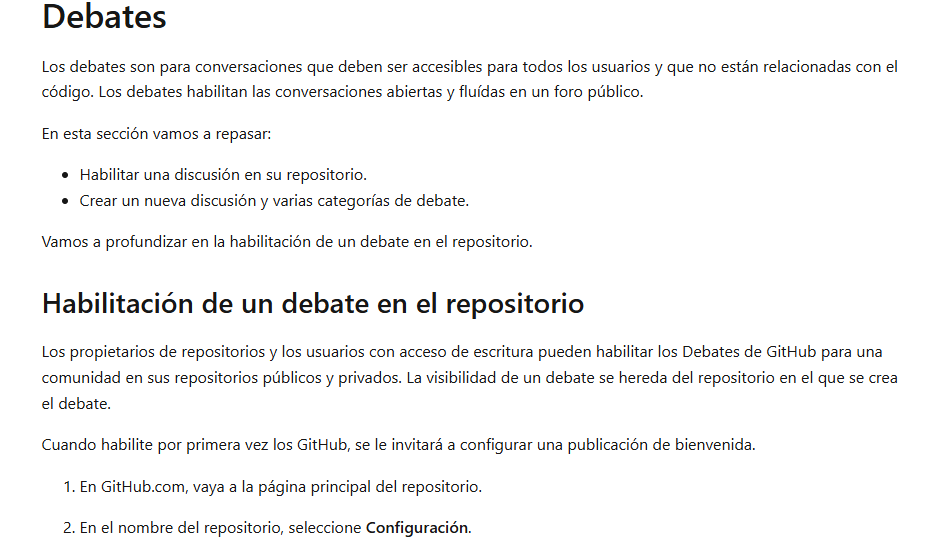 Debates
Los debates son para conversaciones que deben ser accesibles para todos los usuarios y que no están relacionadas con el
código. Los debates habilitan las conversaciones abiertas y fluídas en un foro público.
En esta sección vamos a repasar:
• Habilitar una discusión en su repositorio.
• Crear un nueva discusión y varias categorías de debate.
Vamos a profundizar en la habilitación de un debate en el repositorio.
Habilitación de un debate en el repositorio
Los propietarios de repositorios y los usuarios con acceso de escritura pueden habilitar los Debates de GitHub para una
comunidad en sus repositorios públicos y privados. La visibilidad de un debate se hereda del repositorio en el que se crea
el debate.
Cuando habilite por primera vez los GitHub, se le invitará a configurar una publicación de bienvenida.
1. En GitHub.com, vaya a la página principal del repositorio.
2. En el nombre del repositorio, seleccione Configuración.